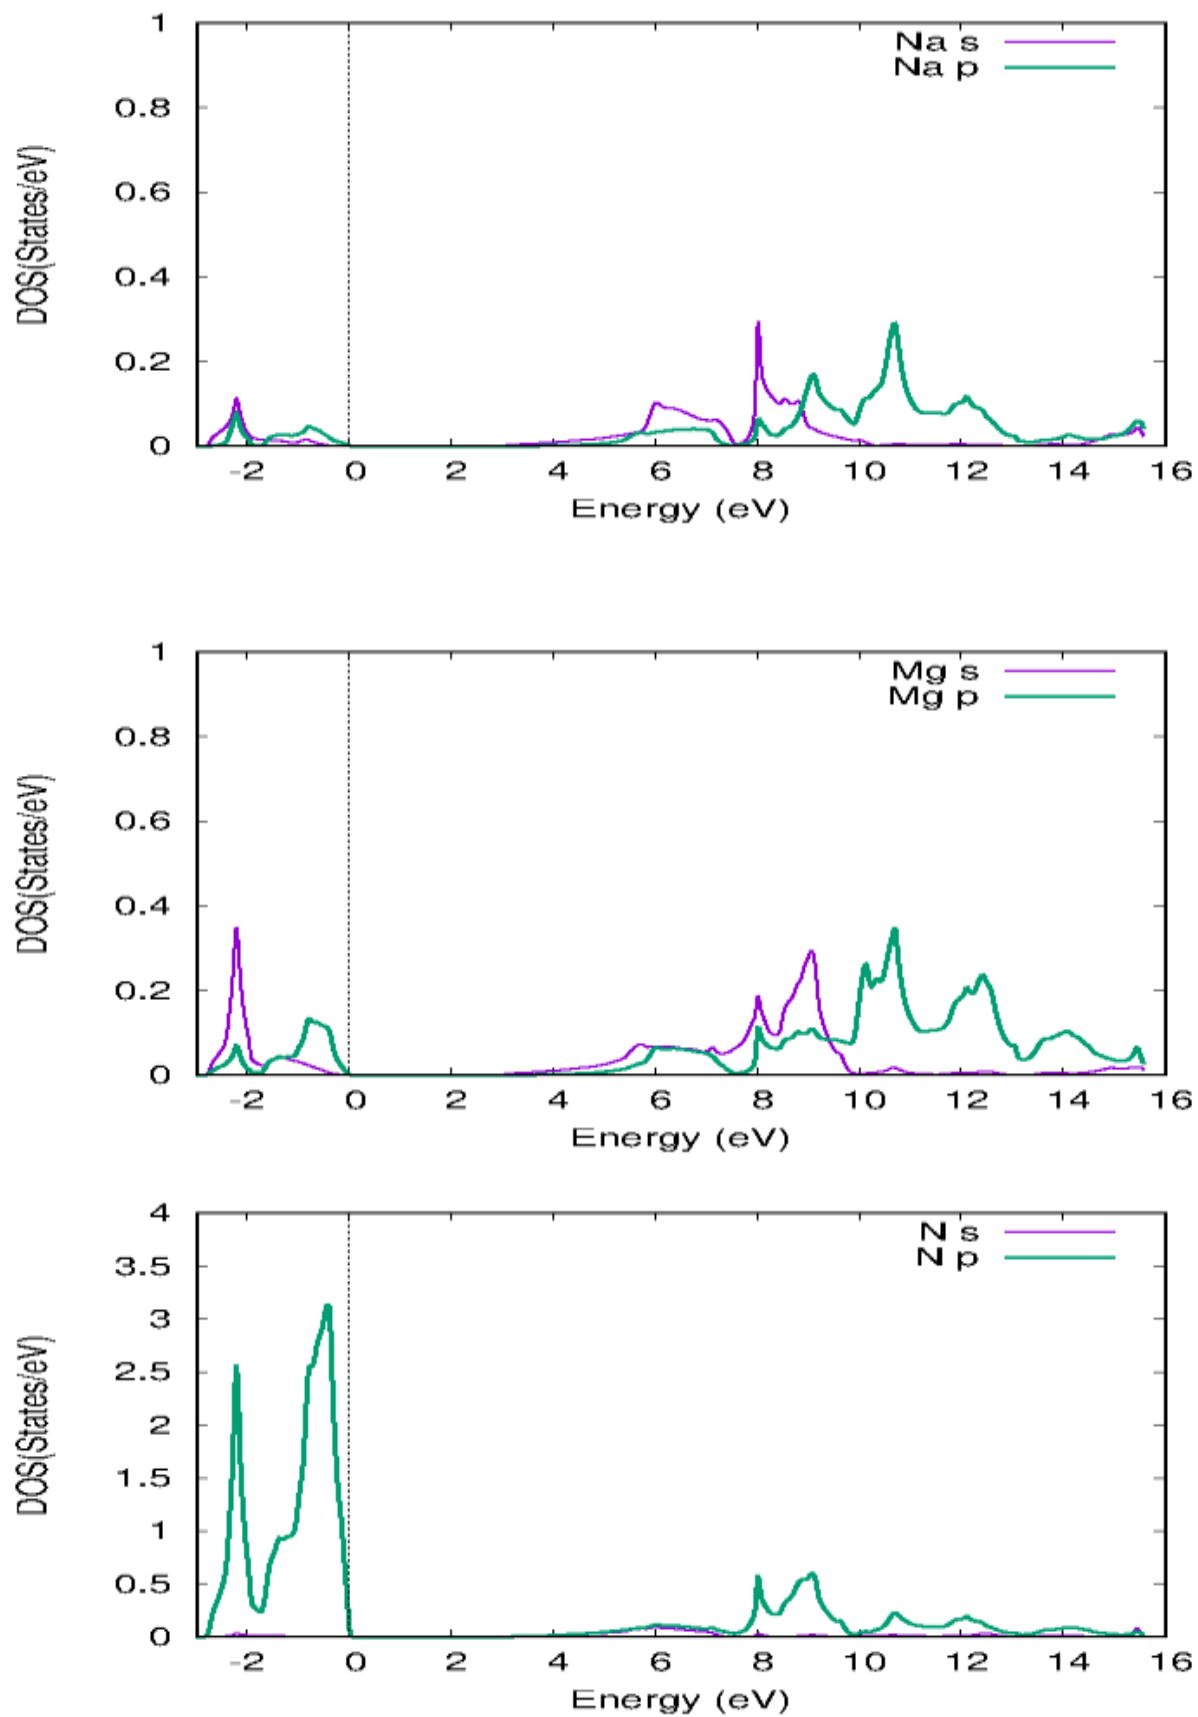 1
Na s
Na p
0.8
0.6
DOS(States/eV)
0.4
0.2
0
-2 0 2 4 6 8 10 12 14 16
Energy (eV)
1
Mg s
Mg p
0.8
0.6
DOS(States/eV)
0.4
0.2
0
-2 0 2 4 6 8 10 12 14 16
Energy (eV)
4
N s
N p
3.5
3
2.5
DOS(States/eV)
2
1.5
1
0.5
0
-2 0 2 4 6 8 10 12 14 16
Energy (eV)